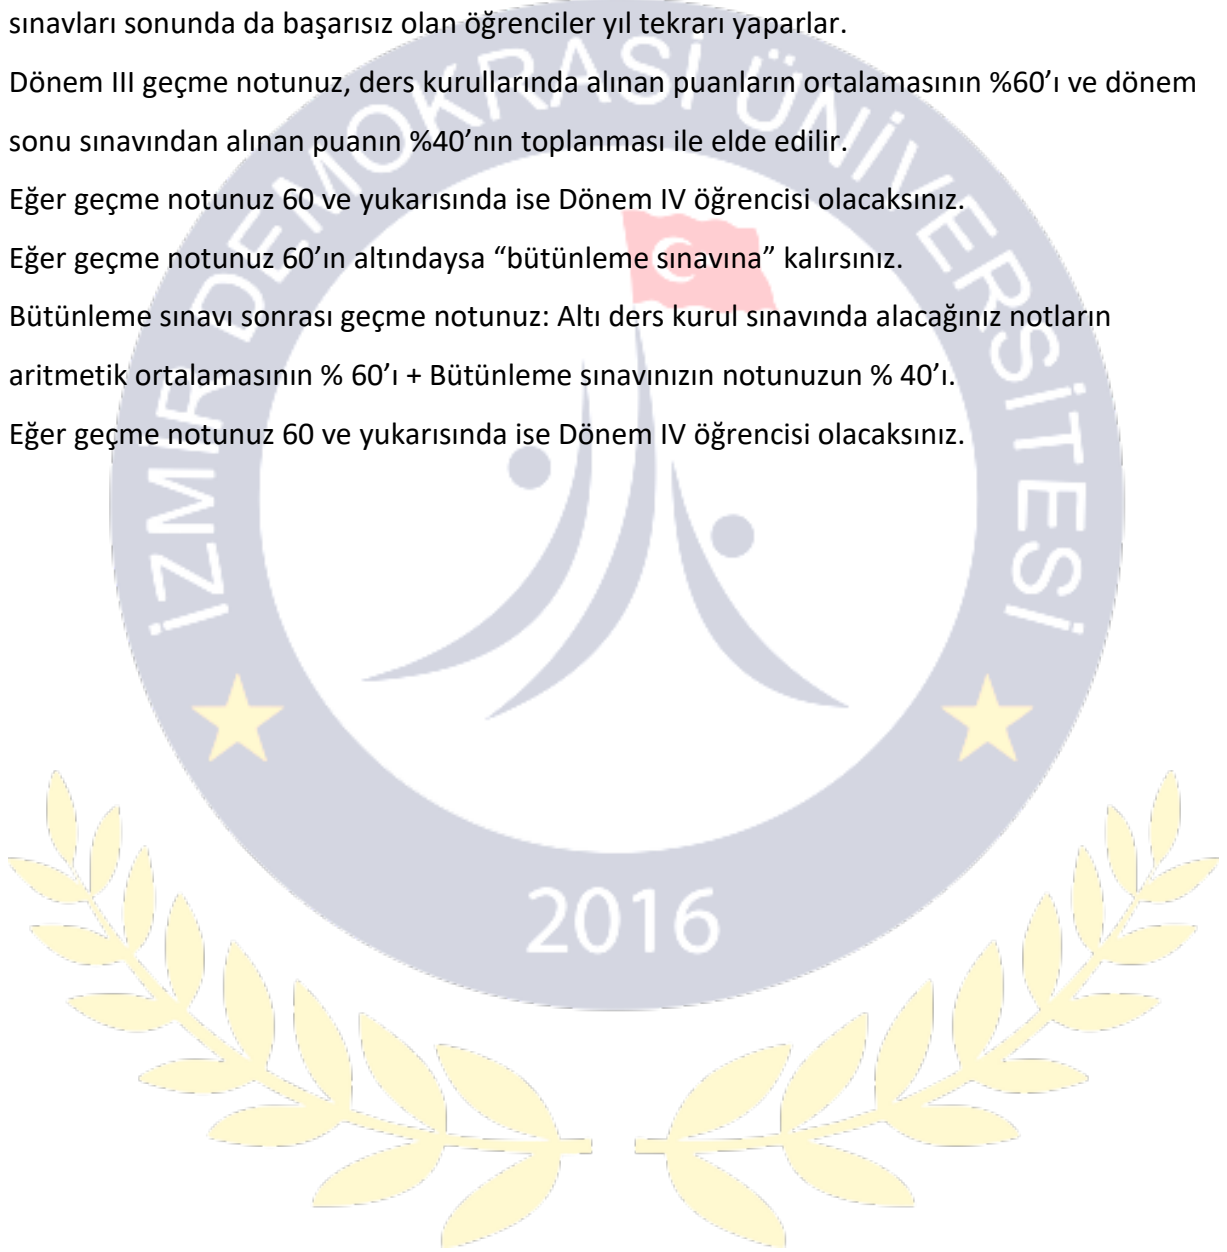 sınavları sonunda da başarısız olan öğrenciler yıl tekrarı yaparlar.
Dönem III geçme notunuz, ders kurullarında alınan puanların ortalamasının %60’ı ve dönem
sonu sınavından alınan puanın %40’nın toplanması ile elde edilir.
Eğer geçme notunuz 60 ve yukarısında ise Dönem IV öğrencisi olacaksınız.
Eğer geçme notunuz 60’ın altındaysa “bütünleme sınavına” kalırsınız.
Bütünleme sınavı sonrası geçme notunuz: Altı ders kurul sınavında alacağınız notların
aritmetik ortalamasının % 60’ı + Bütünleme sınavınızın notunuzun % 40’ı.
Eğer geçme notunuz 60 ve yukarısında ise Dönem IV öğrencisi olacaksınız.
İZMİR DEMOKRASİ ÜNİVERSİTESİ
2016